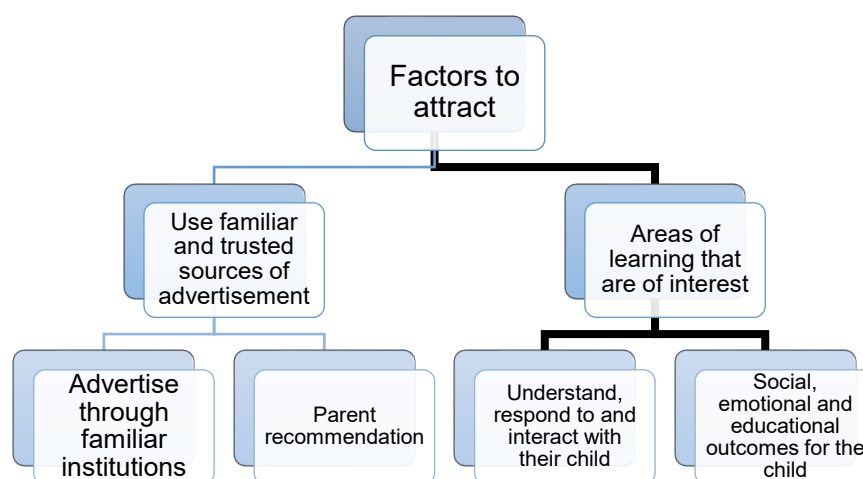 Factors to
attract
Use familiar
and trusted
sources of
advertisement
Areas of
learning that
are of interest
Advertise
through
familiar
institutions
Parent
recommendation
Understand,
respond to and
interact with
their child
Social,
emotional and
educational
outcomes for the
child